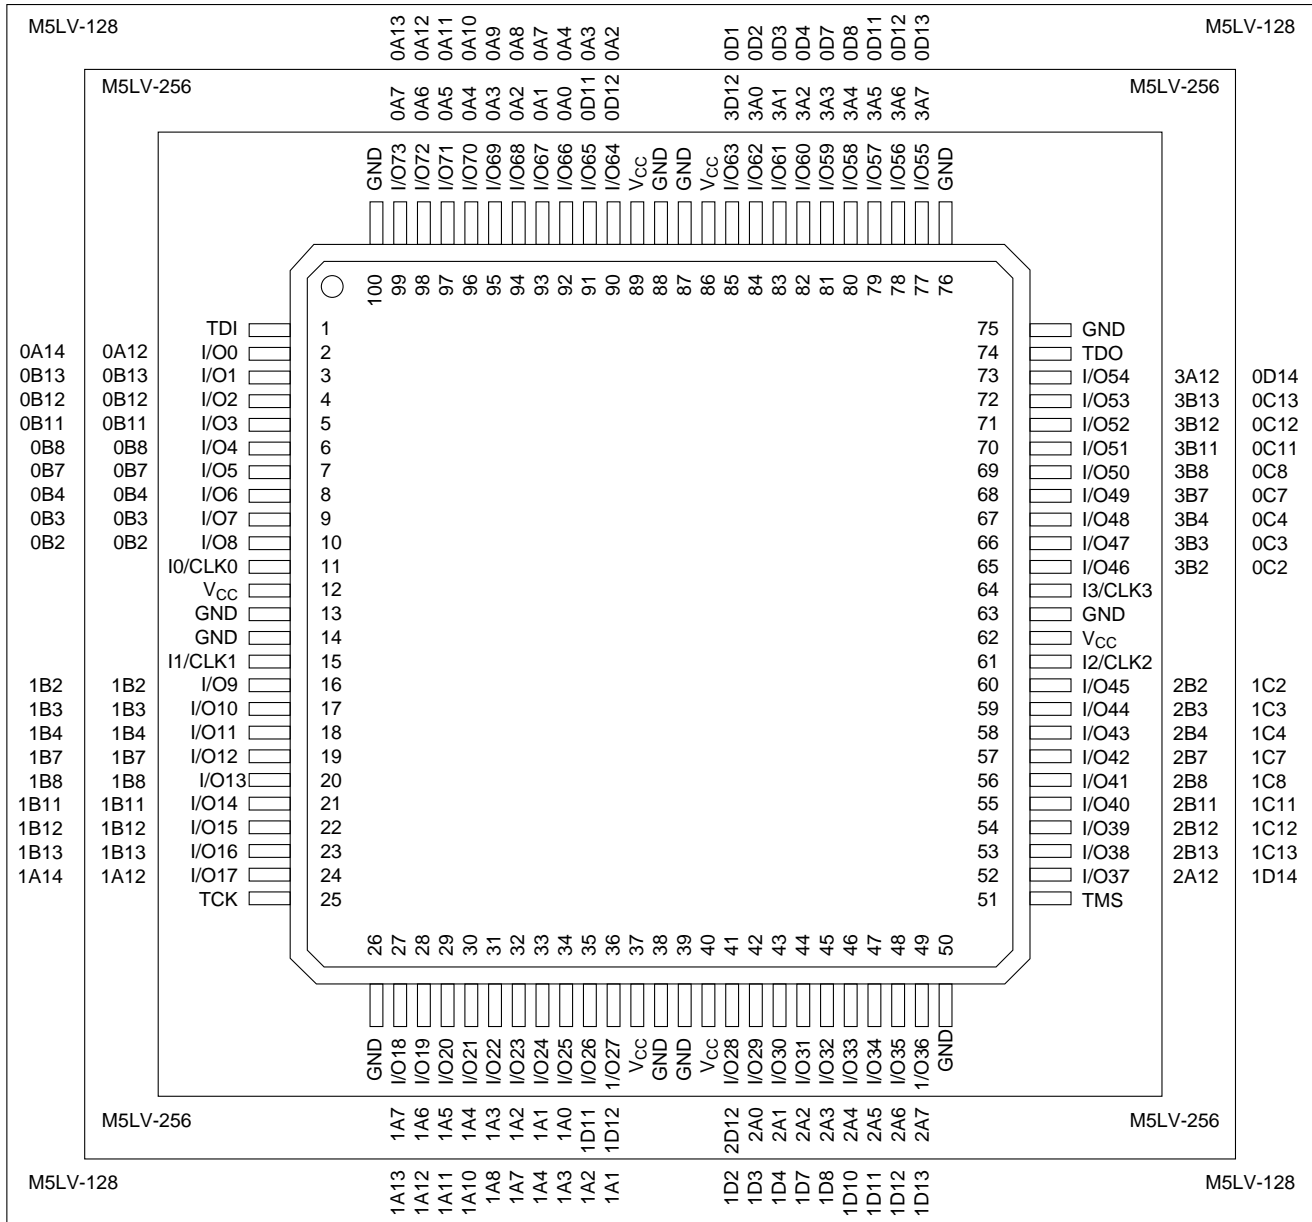 M5LV-128 0A13 0A12 0A11 0A10 0A9 0A8 0A7 0A4 0A3 0A2 0D1 0D2 0D3 0D4 0D7 0D8 0D11 0D12 0D13 M5LV-128
M5LV-256 0A7 0A6 0A5 0A4 0A3 0A2 0A1 0A0 0D11 0D12 3D12 3A0 3A1 3A2 3A3 3A4 3A5 3A6 3A7 M5LV-256
GND I/O73 I/O72 I/O71 I/O70 I/O69 I/O68 I/O67 I/O66 I/O65 I/O64 VCC GND GND VCC I/O63 I/O62 I/O61 I/O60 I/O59 I/O58 I/O57 I/O56 I/O55 GND
100 99 98 97 96 95 94 93 92 91 90 89 88 87 86 85 84 83 82 81 80 79 78 77 76
TDI 1 75 GND
0A14 0A12 I/O0 2 74 TDO
0B13 0B13 I/O1 3 73 I/O54 3A12 0D14
0B12 0B12 I/O2 4 72 I/O53 3B13 0C13
0B11 0B11 I/O3 5 71 I/O52 3B12 0C12
0B8 0B8 I/O4 6 70 I/O51 3B11 0C11
0B7 0B7 I/O5 7 69 I/O50 3B8 0C8
0B4 0B4 I/O6 8 68 I/O49 3B7 0C7
0B3 0B3 I/O7 9 67 I/O48 3B4 0C4
0B2 0B2 I/O8 10 66 I/O47 3B3 0C3
I0/CLK0 11 65 I/O46 3B2 0C2
VCC 12 64 I3/CLK3
GND 13 63 GND
GND 14 62 VCC
I1/CLK1 15 61 I2/CLK2
1B2 1B2 I/O9 16 60 I/O45 2B2 1C2
1B3 1B3 I/O10 17 59 I/O44 2B3 1C3
1B4 1B4 I/O11 18 58 I/O43 2B4 1C4
1B7 1B7 I/O12 19 57 I/O42 2B7 1C7
1B8 1B8 I/O13 20 56 I/O41 2B8 1C8
1B11 1B11 I/O14 21 55 I/O40 2B11 1C11
1B12 1B12 I/O15 22 54 I/O39 2B12 1C12
1B13 1B13 I/O16 23 53 I/O38 2B13 1C13
1A14 1A12 I/O17 24 52 I/O37 2A12 1D14
TCK 25 51 TMS
26 27 28 29 30 31 32 33 34 35 36 37 38 39 40 41 42 43 44 45 46 47 48 49 50
GND I/O18 I/O19 I/O20 I/O21 I/O22 I/O23 I/O24 I/O25 I/O26 1/O27 VCC GND GND VCC I/O28 I/O29 I/O30 I/O31 I/O32 I/O33 I/O34 I/O35 1/O36 GND
M5LV-256 1A7 1A6 1A5 1A4 1A3 1A2 1A1 1A0 1D11 1D12 2D12 2A0 2A1 2A2 2A3 2A4 2A5 2A6 2A7 M5LV-256
M5LV-128 1A13 1A12 1A11 1A10 1A8 1A7 1A4 1A3 1A2 1A1 1D2 1D3 1D4 1D7 1D8 1D10 1D11 1D12 1D13 M5LV-128